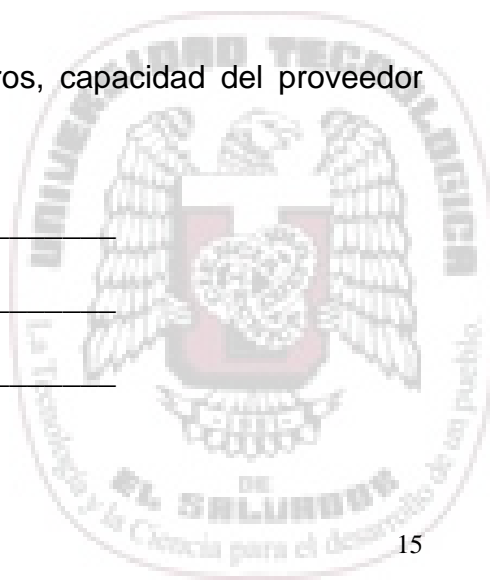 ros, capacidad del proveedor
UNIVERSIDAD TECNOLOGICA
La Tecnología y la Ciencia para el desarrollo de un pueblo.
DE
EL SALVADOR
15